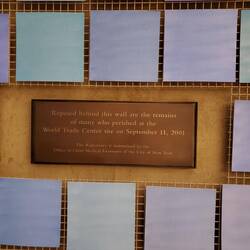 Reposed behind this wall are the remains
of many who perished at the
World Trade Center site on September 11, 2001
The Repository is maintained by the
Office of Chief Medical Examiner of the City of New York